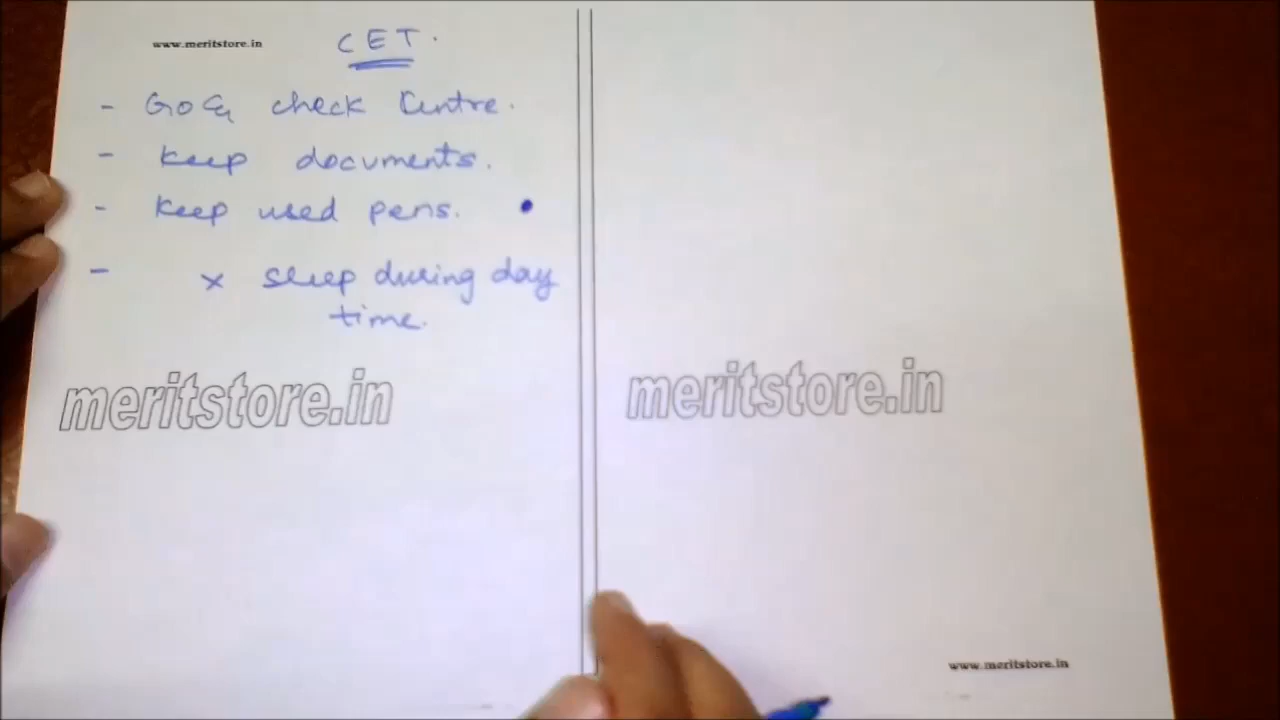 www.meritstore.in
CET.
- Go & check Centre.
- keep documents.
- keep used pens.
- x sleep during day
time.
meritstore.in
meritstore.in
www.meritstore.in